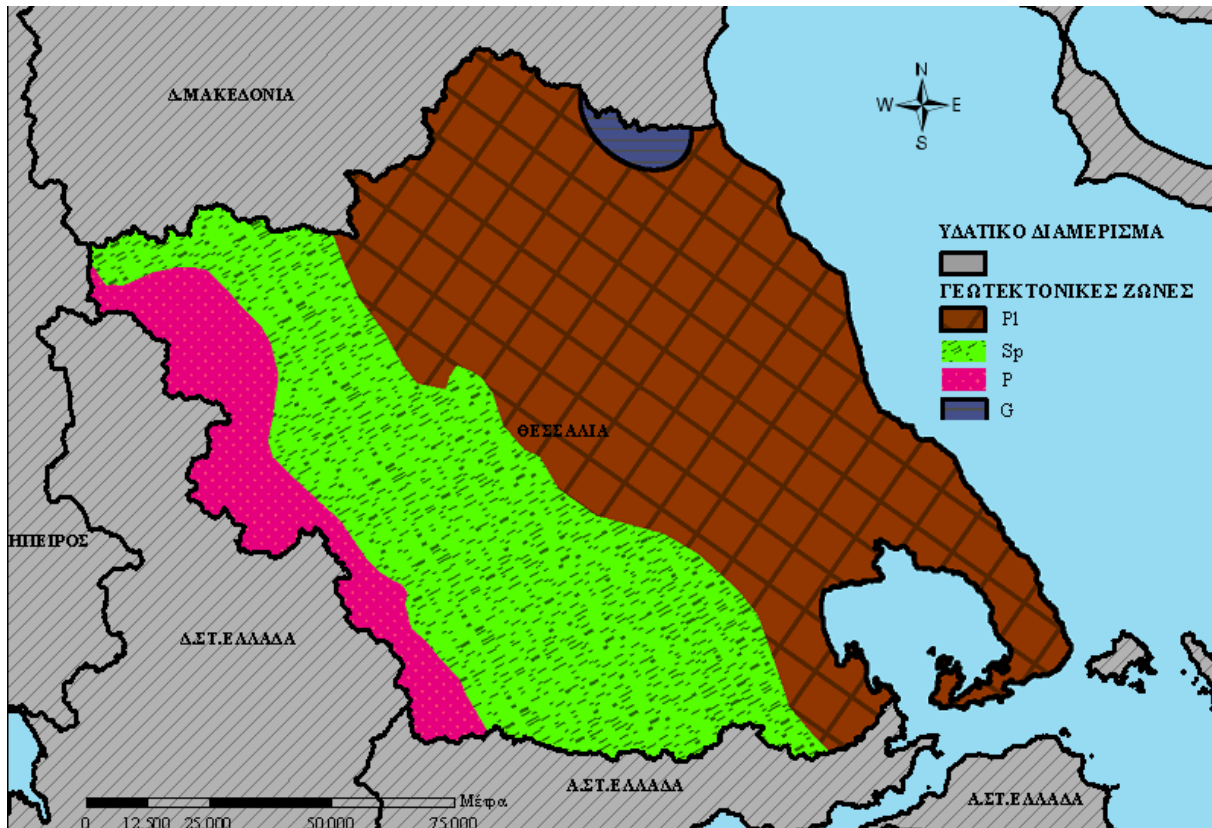 Δ.ΜΑΚΕΔΟΝΙΑ
N
W E
S
ΥΔΑΤΙΚΟ ΔΙΑΜΕΡΙΣΜΑ
ΓΕΩΤΕΚΤΟΝΙΚΕΣ ΖΩΝΕΣ
Pl
Sp
P
G
ΘΕΣΣΑΛΙΑ
ΗΠΕΙΡΟΣ
Δ.ΣΤ.ΕΛΛΑΔΑ
Α.ΣΤ.ΕΛΛΑΔΑ
Α.ΣΤ.ΕΛΛΑΔΑ
Μέτρα
0 12.500 25.000 50.000 75.000